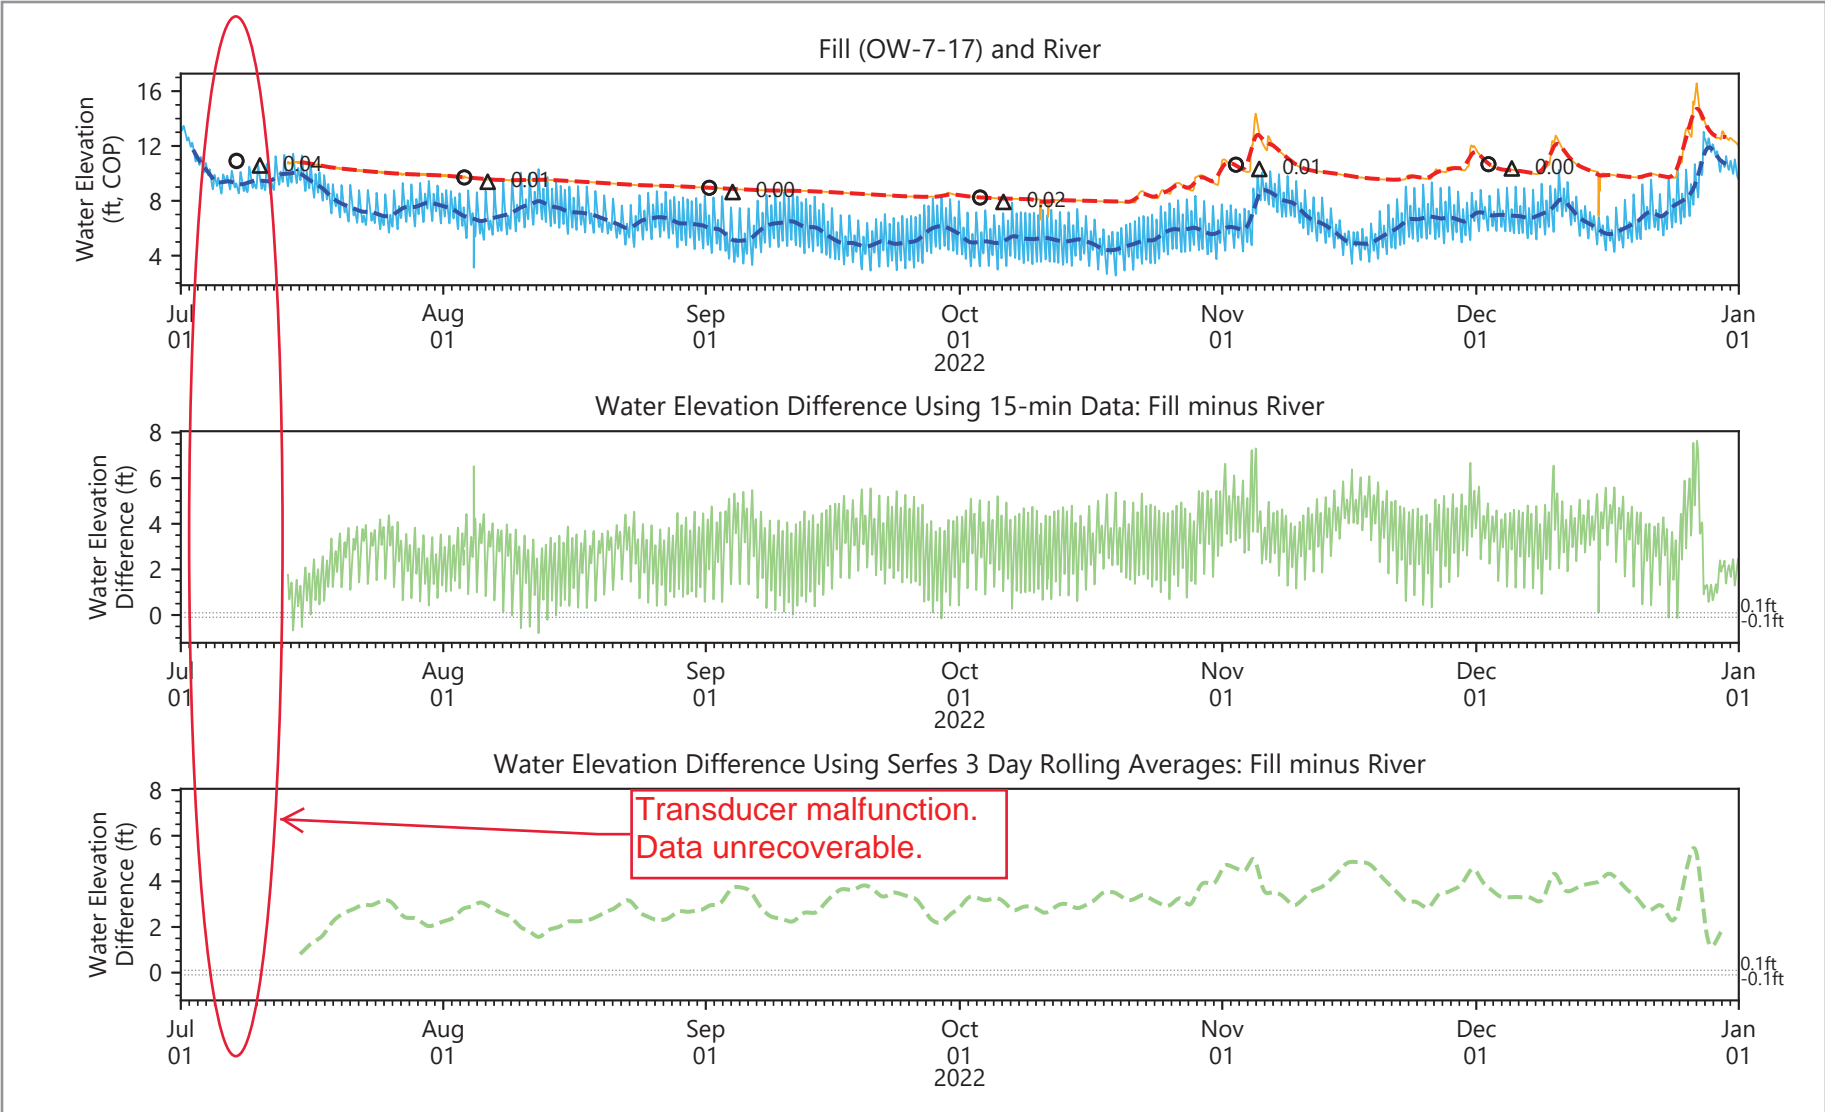 Fill (OW-7-17) and River
Water Elevation
(ft, COP)
16
12
8
4
0.04
0.01
0.00
0.02
0.01
0.00
Jul
01
Aug
01
Sep
01
Oct
01
2022
Nov
01
Dec
01
Jan
01
Water Elevation Difference Using 15-min Data: Fill minus River
Water Elevation
Difference (ft)
8
6
4
2
0
0.1ft
-0.1ft
Jul
01
Aug
01
Sep
01
Oct
01
2022
Nov
01
Dec
01
Jan
01
Water Elevation Difference Using Serfes 3 Day Rolling Averages: Fill minus River
Water Elevation
Difference (ft)
8
6
4
2
0
Transducer malfunction.
Data unrecoverable.
0.1ft
-0.1ft
Jul
01
Aug
01
Sep
01
Oct
01
2022
Nov
01
Dec
01
Jan
01